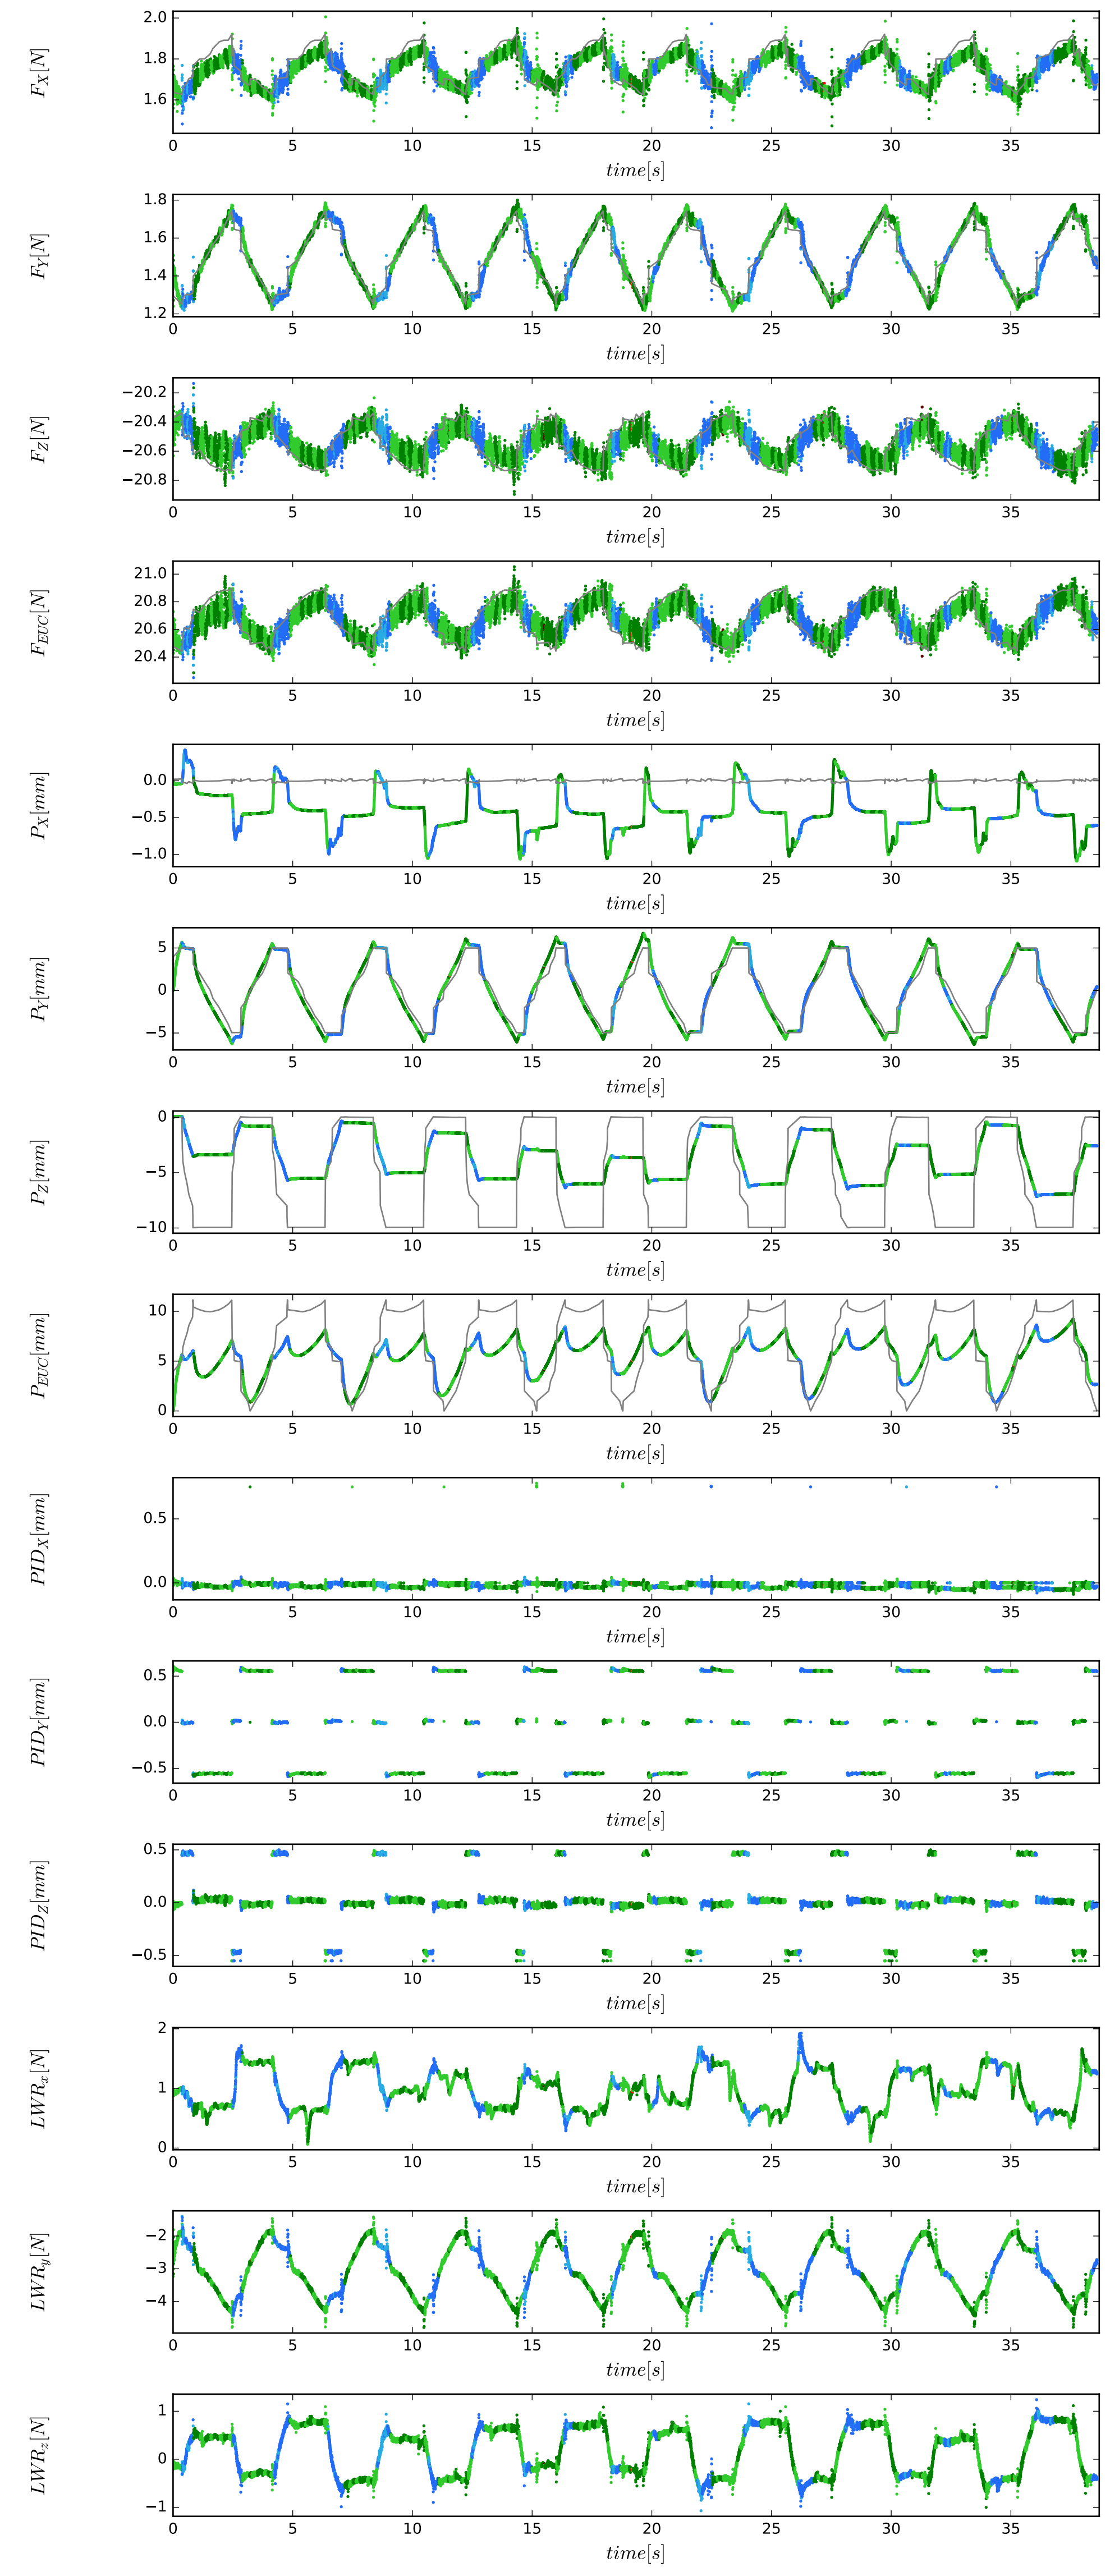 F_X[N]
2.0
1.8
1.6
0 5 10 15 20 25 30 35
time[s]
F_Y[N]
1.8
1.6
1.4
1.2
0 5 10 15 20 25 30 35
time[s]
F_Z[N]
−20.2
−20.4
−20.6
−20.8
0 5 10 15 20 25 30 35
time[s]
F_EUC[N]
21.0
20.8
20.6
20.4
0 5 10 15 20 25 30 35
time[s]
P_X[mm]
0.0
−0.5
−1.0
0 5 10 15 20 25 30 35
time[s]
P_Y[mm]
5
0
−5
0 5 10 15 20 25 30 35
time[s]
P_Z[mm]
0
−5
−10
0 5 10 15 20 25 30 35
time[s]
P_EUC[mm]
10
5
0
0 5 10 15 20 25 30 35
time[s]
PID_X[mm]
0.5
0.0
0 5 10 15 20 25 30 35
time[s]
PID_Y[mm]
0.5
0.0
−0.5
0 5 10 15 20 25 30 35
time[s]
PID_Z[mm]
0.5
0.0
−0.5
0 5 10 15 20 25 30 35
time[s]
LWR_x[N]
2
1
0
0 5 10 15 20 25 30 35
time[s]
LWR_y[N]
−2
−3
−4
0 5 10 15 20 25 30 35
time[s]
LWR_z[N]
1
0
−1
0 5 10 15 20 25 30 35
time[s]